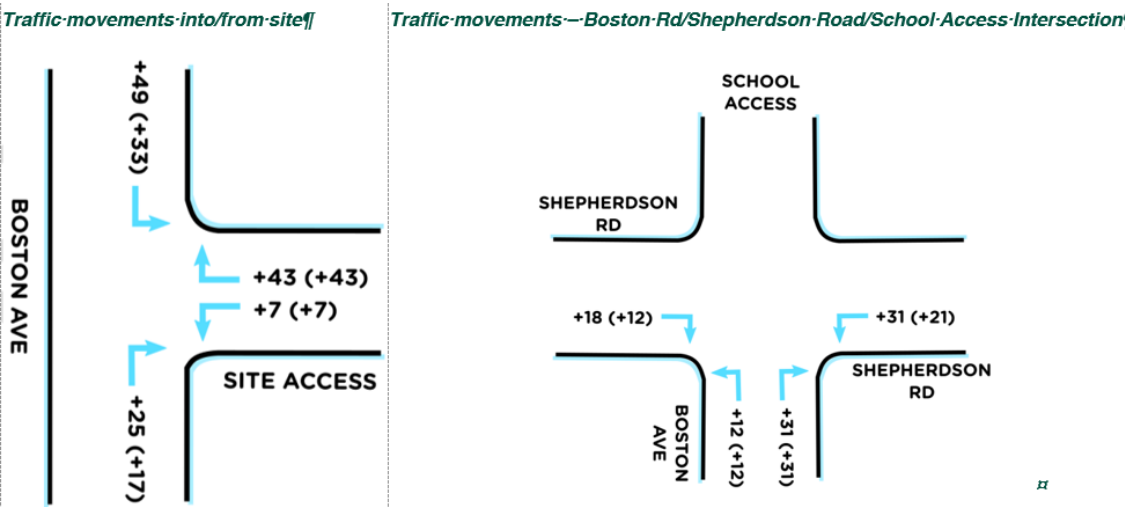 Traffic·movements·into/from·site¶
+49 (+33)
BOSTON AVE
+43 (+43)
+7 (+7)
SITE ACCESS
+25 (+17)
Traffic·movements·–·Boston·Rd/Shepherdson·Road/School·Access·Intersection
SCHOOL
ACCESS
SHEPHERDSON
RD
+18 (+12)
+31 (+21)
SHEPHERDSON
RD
BOSTON
AVE
+12 (+12)
+31 (+31)
¤